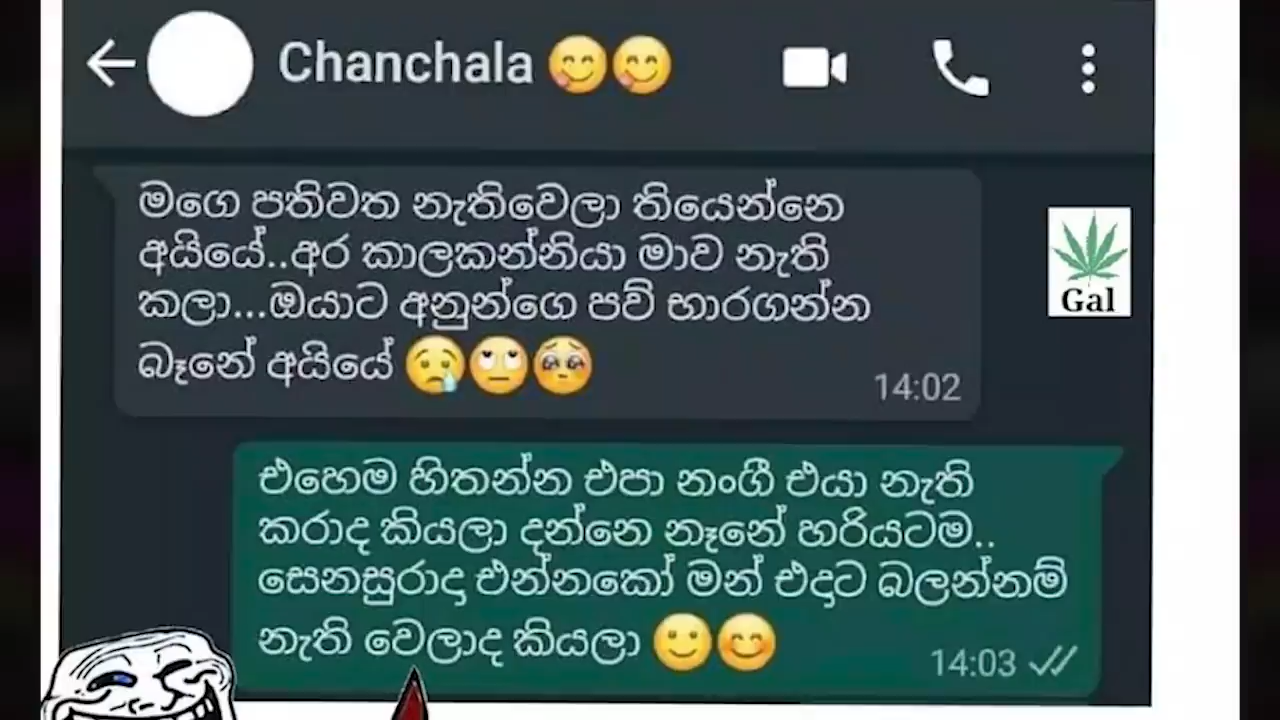 Chanchala 😋😋
මගෙ පතිවත නැතිවෙලා තියෙන්නෙ
අයියේ..අර කාලකන්නියා මාව නැති
කලා...ඔයාට අනුන්ගෙ පව් භාරගන්න
බෑනේ අයියේ 😢🙄🥺
14:02
Gal
එහෙම හිතන්න එපා නංගී එයා නැති
කරාද කියලා දන්නෙ නෑනේ හරියටම..
සෙනසුරාදා එන්නකෝ මන් එදාට බලන්නම්
නැති වෙලාද කියලා 🙂😊
14:03